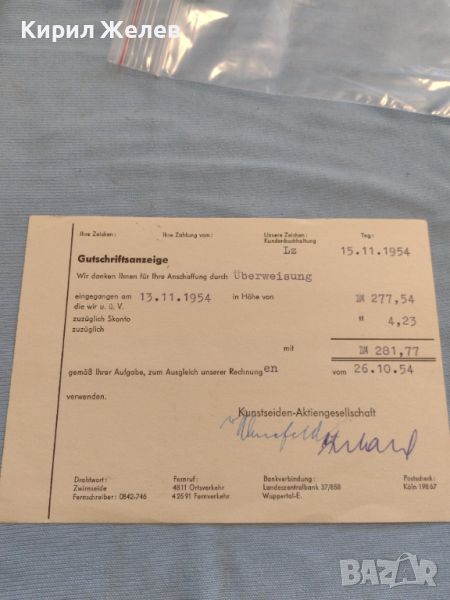 Кирил Желев
Ihre Zeichen: Ihre Zahlung vom: Unsere Zeichen: Tag:
Kundenbuchhaltung
Lz 15.11.1954
Gutschriftsanzeige
Wir danken Ihnen für Ihre Anschaffung durch Überweisung
eingegangen am 13.11.1954 in Höhe von DM 277,54
die wir u. ü. V.
zuzüglich Skonto " 4,23
zuzüglich
mit DM 281,77
gemäß Ihrer Aufgabe, zum Ausgleich unserer Rechnung en vom 26.10.54
verwenden.
Kunstseiden-Aktiengesellschaft
Drahtwort: Fernruf: Bankverbindung: Postscheck:
Zwirnseide 4811 Ortsverkehr Landeszentralbank 37/858 Köln 198 67
Fernschreiber: 0842-746 42591 Fernverkehr Wuppertal-E.
BAZAR